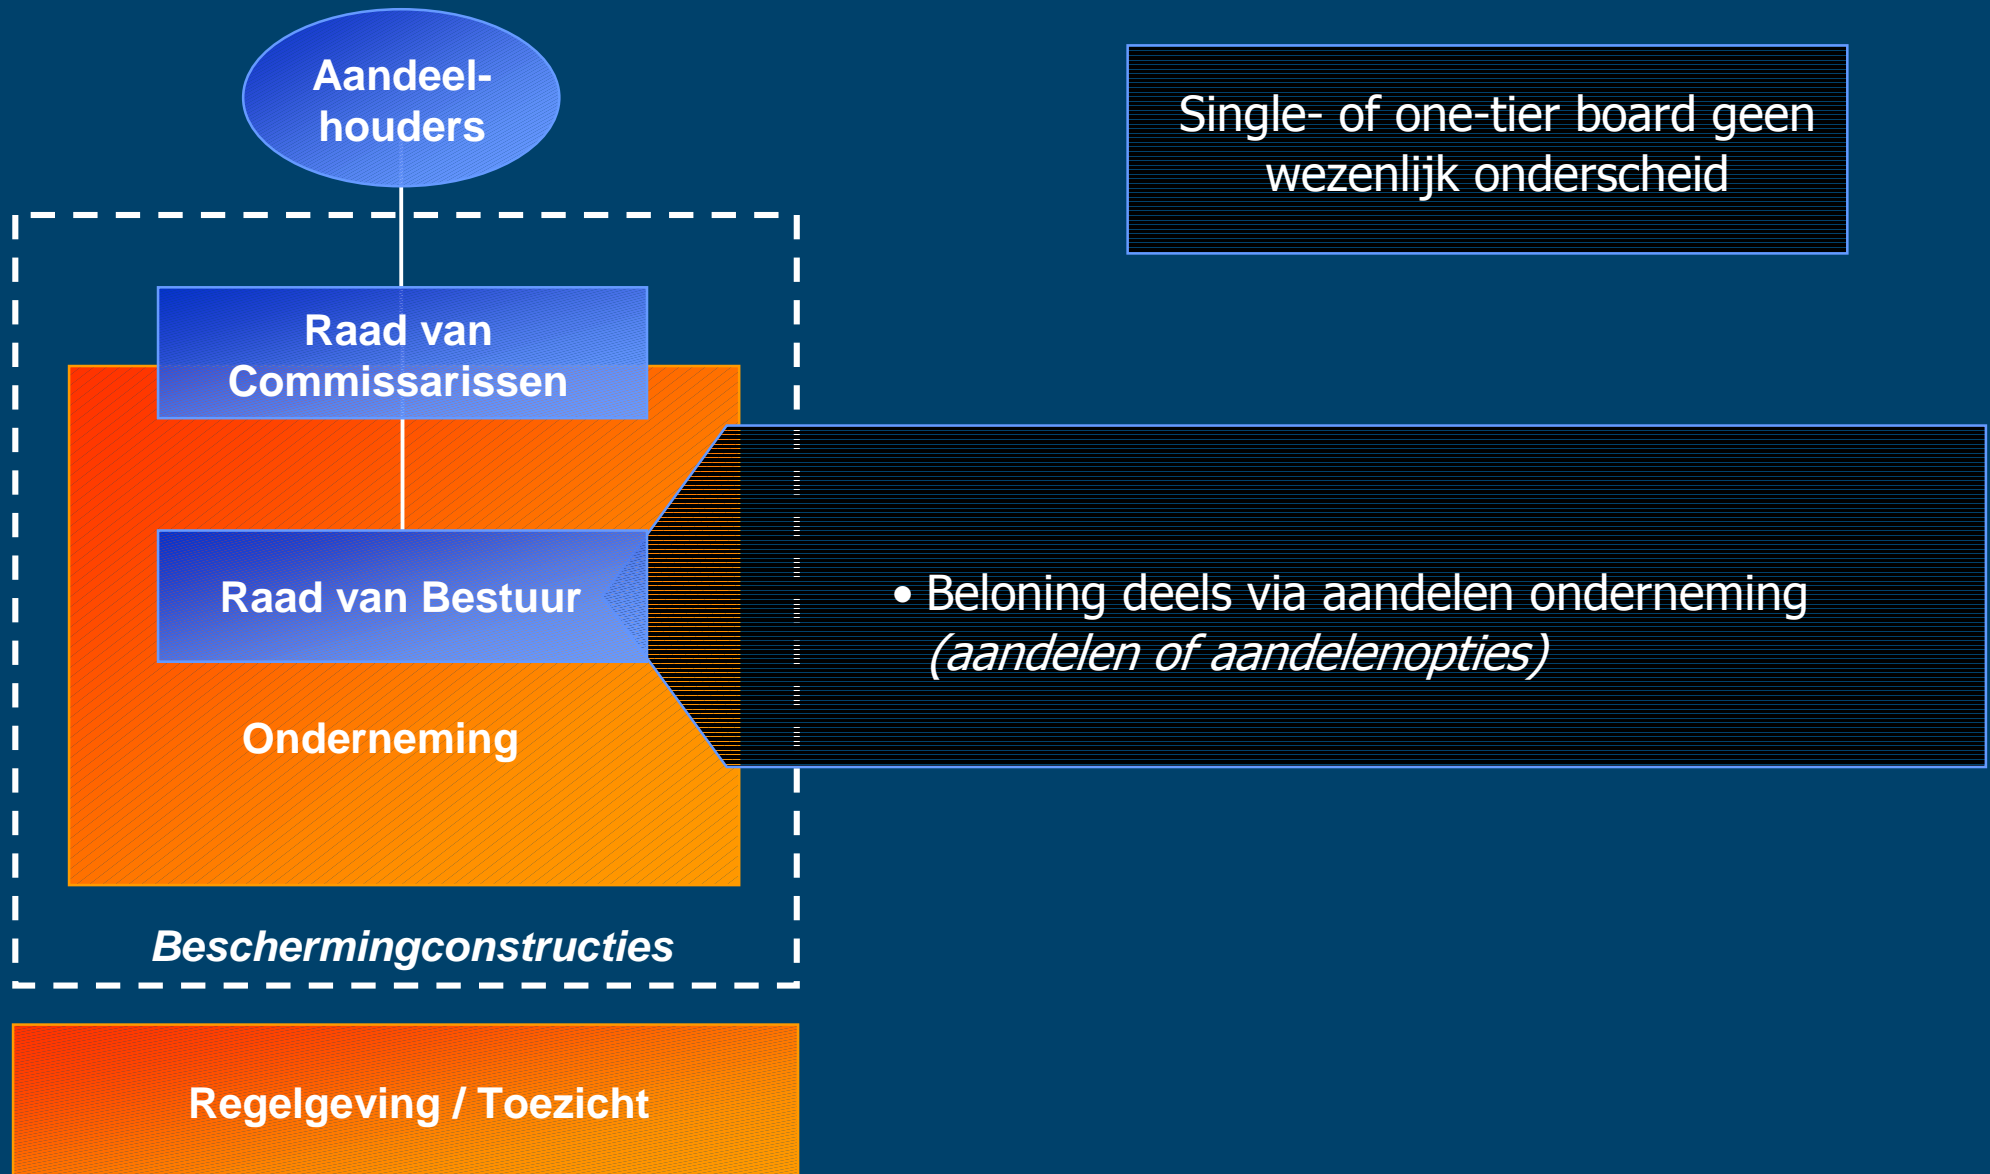 Aandeel-
houders
Single- of one-tier board geen
wezenlijk onderscheid
Raad van
Commissarissen
Raad van Bestuur
• Beloning deels via aandelen onderneming
(aandelen of aandelenopties)
Onderneming
Beschermingconstructies
Regelgeving / Toezicht